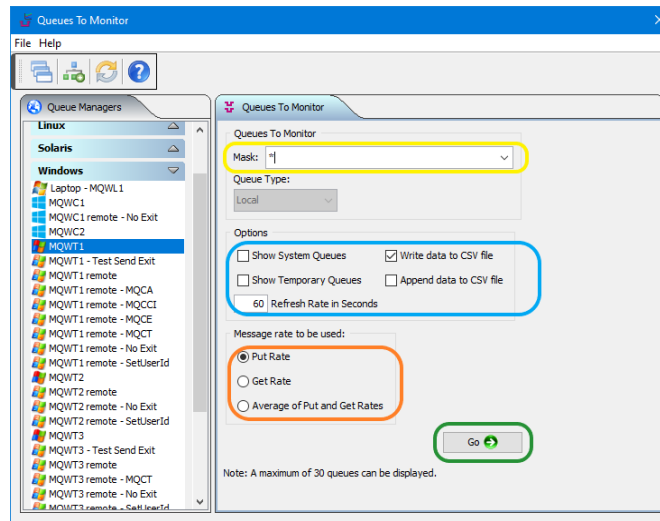 Queues To Monitor
File Help
Queue Managers
Linux
Solaris
Windows
Laptop - MQWL1
MQWC1
MQWC1 remote - No Exit
MQWC2
MQWT1
MQWT1 - Test Send Exit
MQWT1 remote
MQWT1 remote - MQCA
MQWT1 remote - MQCCI
MQWT1 remote - MQCE
MQWT1 remote - MQCT
MQWT1 remote - No Exit
MQWT1 remote - SetUserId
MQWT2
MQWT2 remote
MQWT2 remote - No Exit
MQWT2 remote - SetUserId
MQWT3
MQWT3 - Test Send Exit
MQWT3 remote
MQWT3 remote - MQCT
MQWT3 remote - No Exit
MQWT3 remote - SetUserId
Queues To Monitor
Queues To Monitor
Mask: *
Queue Type:
Local
Options
Show System Queues Write data to CSV file
Show Temporary Queues Append data to CSV file
60 Refresh Rate in Seconds
Message rate to be used:
Put Rate
Get Rate
Average of Put and Get Rates
Go
Note: A maximum of 30 queues can be displayed.